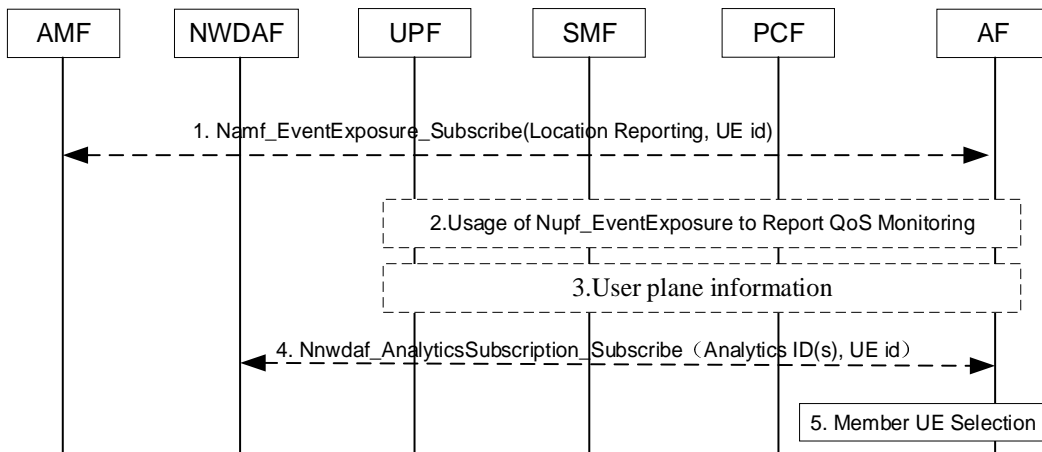 AMF NWDAF UPF SMF PCF AF
1. Namf_EventExposure_Subscribe(Location Reporting, UE id)
2.Usage of Nupf_EventExposure to Report QoS Monitoring
3.User plane information
4. Nnwdaf_AnalyticsSubscription_Subscribe（Analytics ID(s), UE id）
5. Member UE Selection